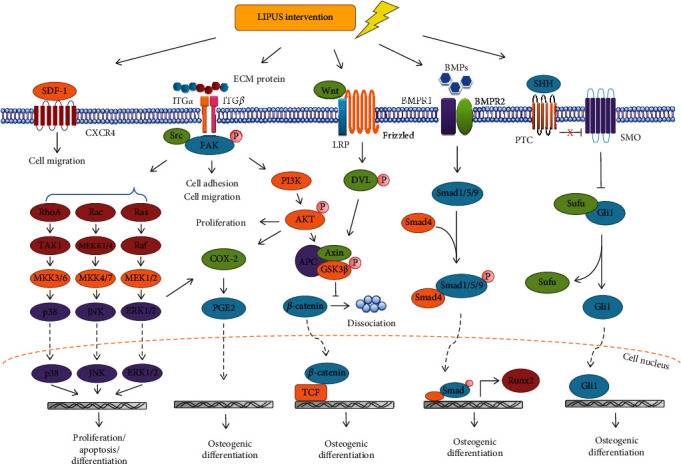 LIPUS intervention
SDF-1
CXCR4
Cell migration
ECM protein
ITGα
ITGβ
Src
FAK
P
Cell adhesion
Cell migration
Wnt
LRP
Frizzled
BMPs
BMPR1
BMPR2
SHH
PTC
X
SMO
RhoA
Rac
Ras
TAK1
MEKK1/4
Raf
MKK3/6
MKK4/7
MEK1/2
p38
JNK
ERK1/2
p38
JNK
ERK1/2
Proliferation/
apoptosis/
differentiation
PI3K
P
AKT
Proliferation
COX-2
PGE2
Osteogenic
differentiation
DVL
P
APC
Axin
GSK3β
P
β-catenin
Dissociation
β-catenin
TCF
Osteogenic
differentiation
Smad1/5/9
Smad4
P
Smad1/5/9
Smad4
P
Smad
Runx2
Osteogenic
differentiation
Sufu
Gli1
Sufu
Gli1
Cell nucleus
Gli1
Osteogenic
differentiation